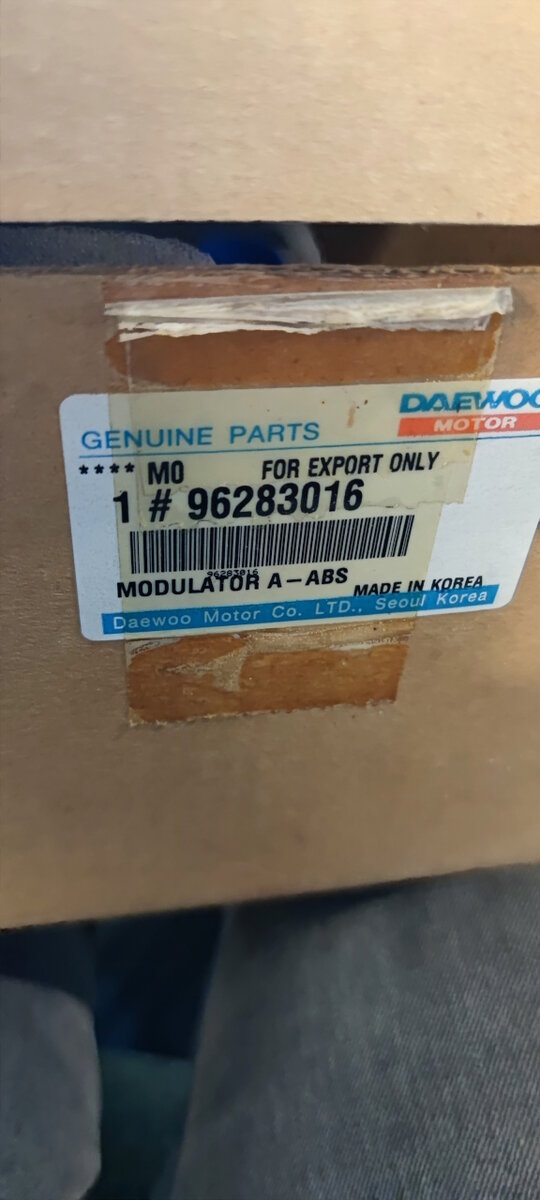 DAEWOO
MOTOR
GENUINE PARTS
**** MO FOR EXPORT ONLY
1 # 96283016
96283016
MODULATOR A-ABS MADE IN KOREA
Daewoo Motor Co. LTD., Seoul Korea